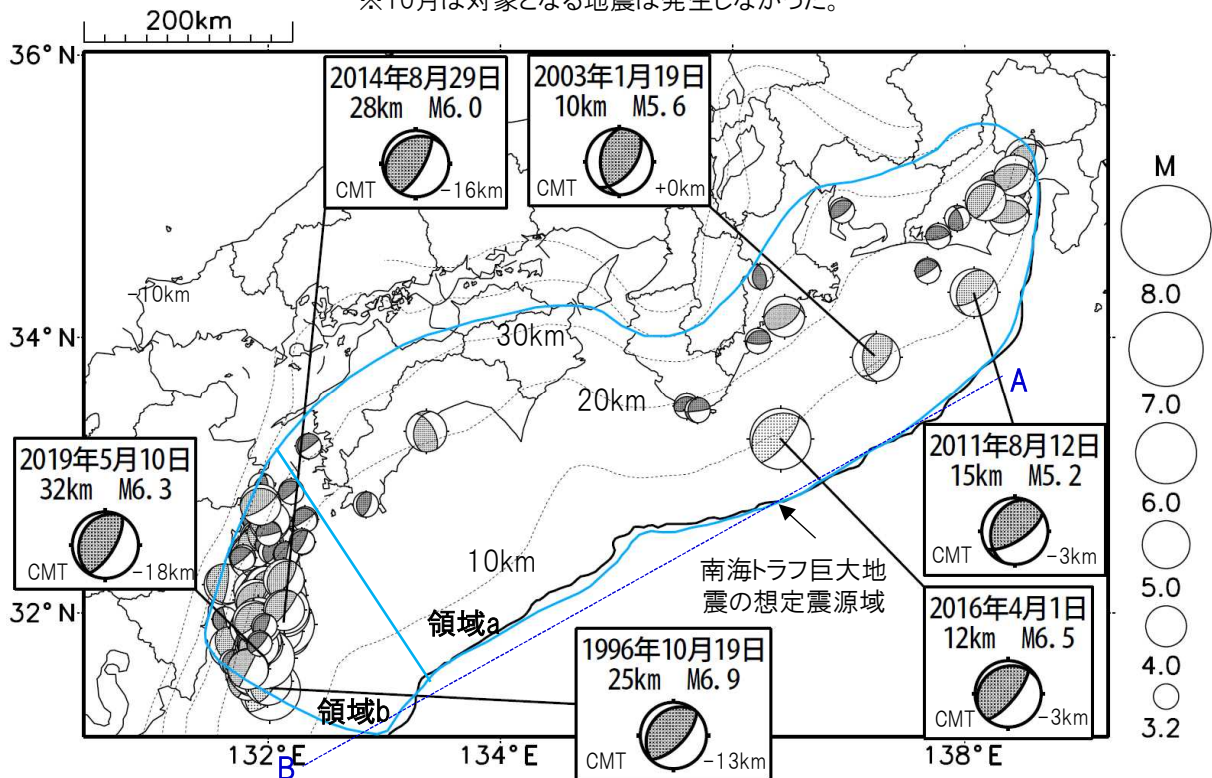 ※10月は対象となる地震は発生しなかった。
200km
36°N
2014年8月29日
28km M6.0
CMT
-16km
2003年1月19日
10km M5.6
CMT
+0km
M
8.0
7.0
6.0
5.0
4.0
3.2
-10km
34°N
30km
20km
10km
A
2019年5月10日
32km M6.3
CMT
-18km
2011年8月12日
15km M5.2
CMT
-3km
南海トラフ巨大地
震の想定震源域
32°N
領域a
領域b
2016年4月1日
12km M6.5
CMT
-3km
1996年10月19日
25km M6.9
CMT
-13km
132°E
B
134°E
138°E